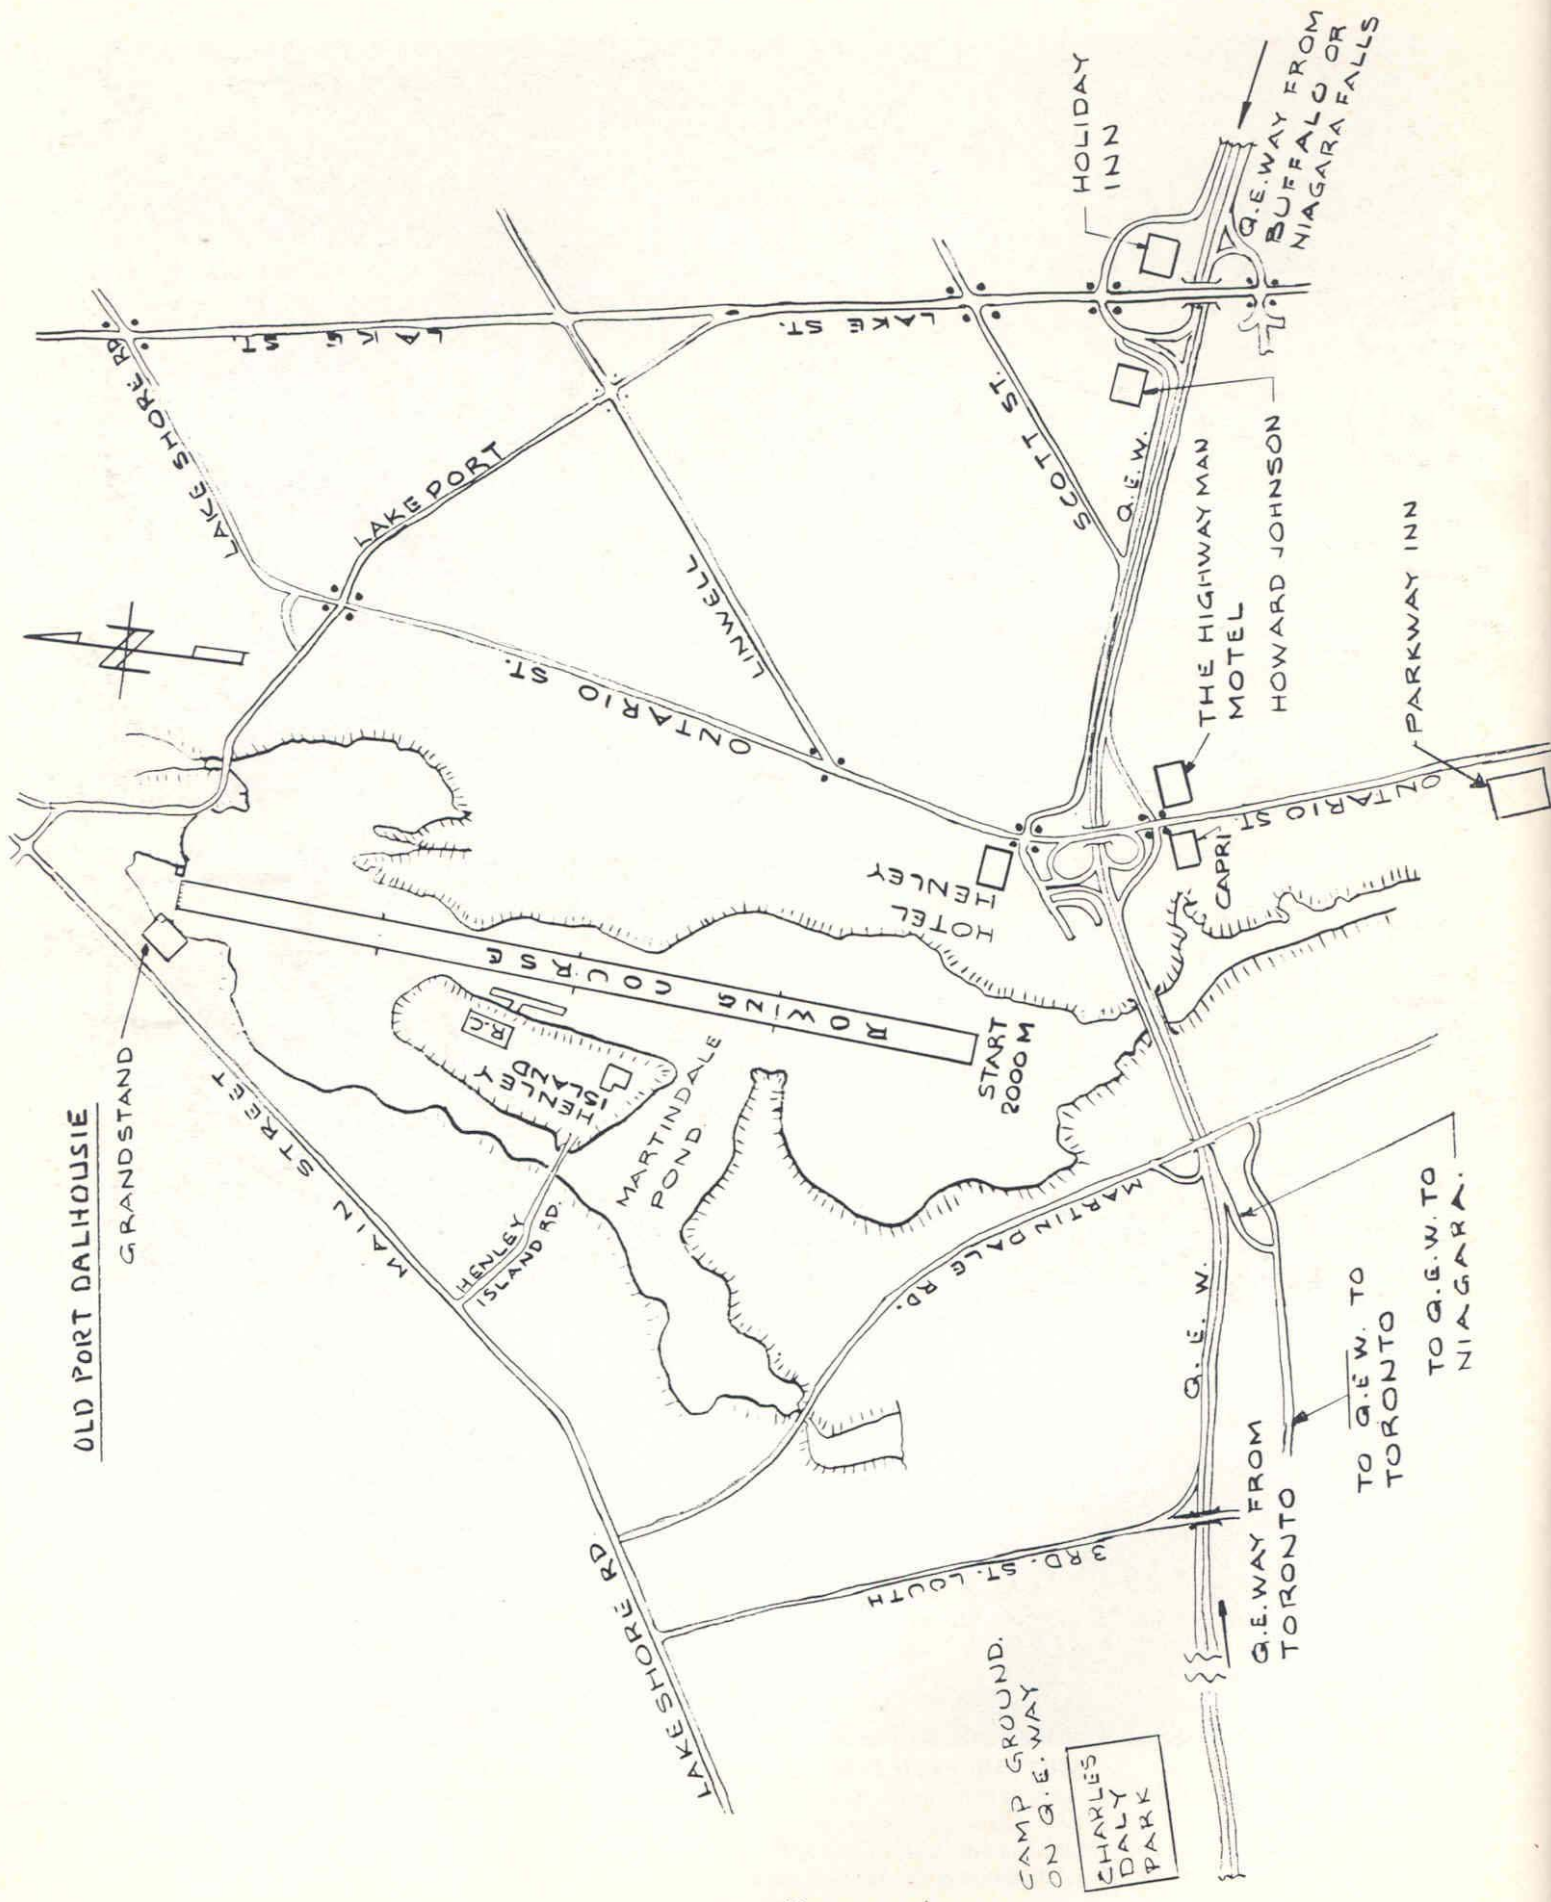 OLD PORT DALHOUSIE
GRANDSTAND
MAIN STREET
HENLEY
ISLAND RD.
HENLEY
ISLAND
R.C.
MARTINDALE
POND.
ROWING COURSE
START
2000 M
LAKESHORE RD
3RD. ST. LOUTH
MARTINDALE RD.
CAMP GROUND.
ON Q.E.WAY
CHARLES
DALY
PARK
Q.E.WAY FROM
TORONTO
Q. E. W.
TO Q.E W. TO
TORONTO
TO Q.E.W. TO
NIAGARA.
HOTEL
HENLEY
CAPRI
ONTARIO ST
PARKWAY INN
THE HIGHWAY MAN
MOTEL
HOWARD JOHNSON
Q.E.W.
SCOTT ST.
LINWELL
ONTARIO ST.
LAKEPORT
LAKE SHORE RD
LAKE ST.
LAKE ST.
HOLIDAY
INN
Q.E.WAY FROM
BUFFALO OR
NIAGARA FALLS
N